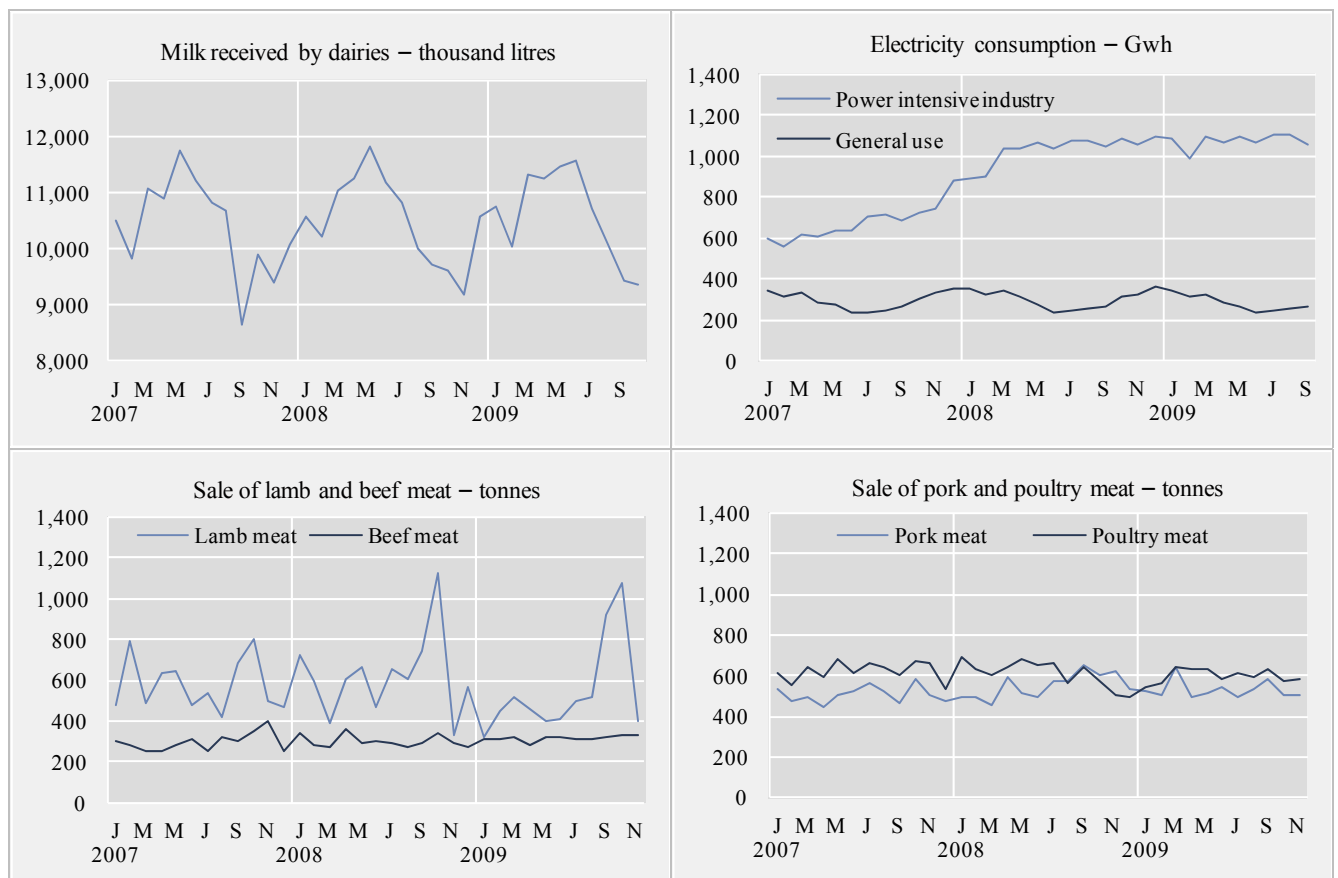 Milk received by dairies – thousand litres
13,000
12,000
11,000
10,000
9,000
8,000
J M M J S N J M M J S N J M M J S
2007 2008 2009
Electricity consumption – Gwh
1,400
1,200
1,000
800
600
400
200
0
Power intensive industry
General use
J M M J S N J M M J S N J M M J S
2007 2008 2009
Sale of lamb and beef meat – tonnes
1,400
1,200
1,000
800
600
400
200
0
Lamb meat Beef meat
J M M J S N J M M J S N J M M J S N
2007 2008 2009
Sale of pork and poultry meat – tonnes
1,400
1,200
1,000
800
600
400
200
0
Pork meat Poultry meat
J M M J S N J M M J S N J M M J S N
2007 2008 2009